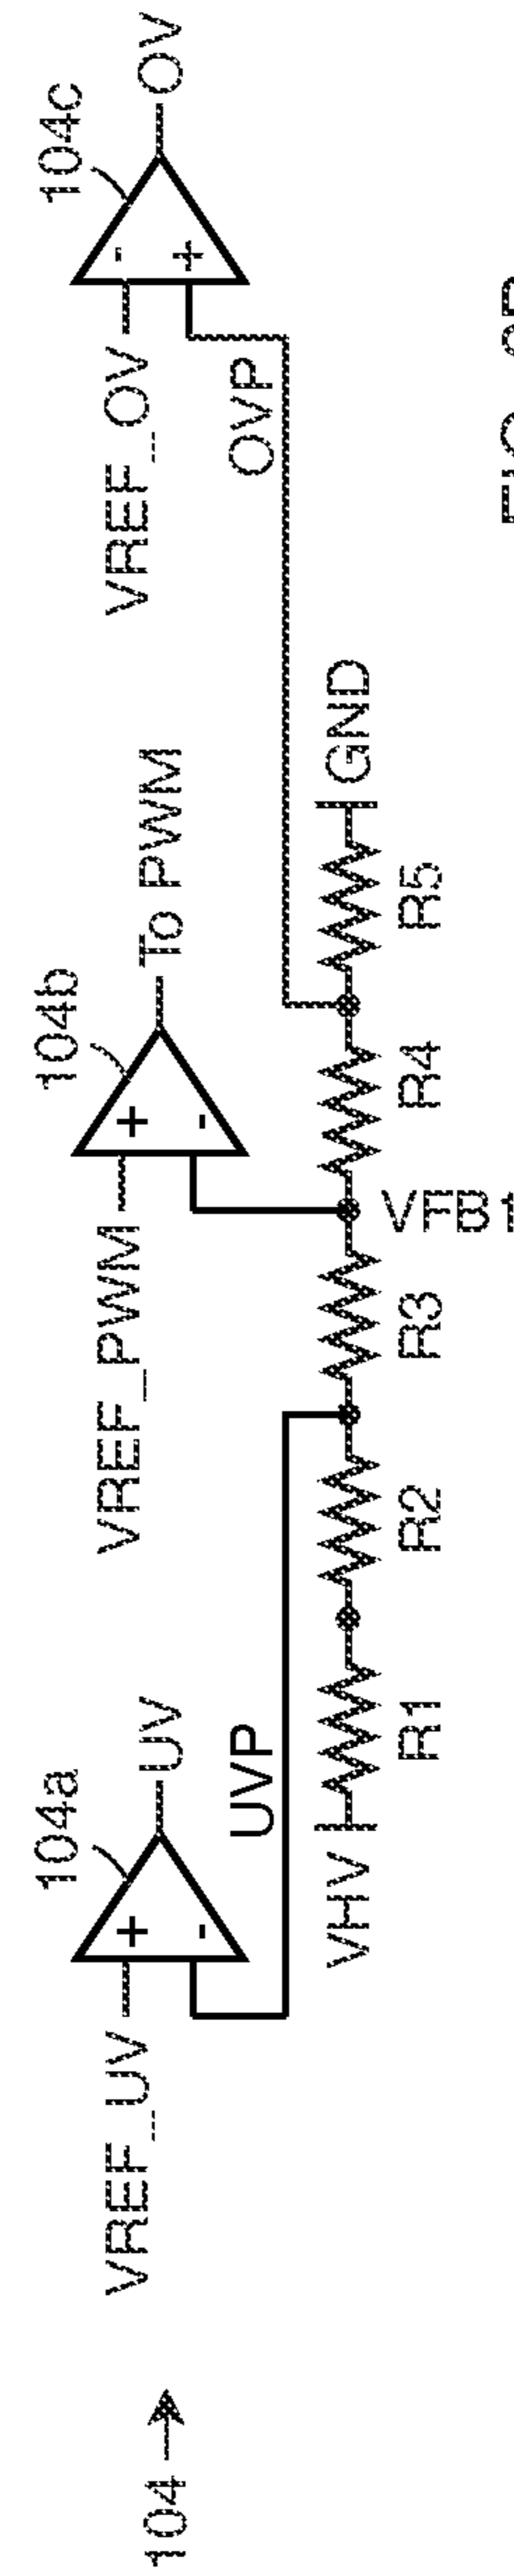 104
104a
104b
104c
VREF_UV
+
-
UV
VREF_PWM
+
-
To PWM
VREF_OV
-
+
OV
UVP
OVP
VHV
GND
R1
R2
R3
VFB1
R4
R5